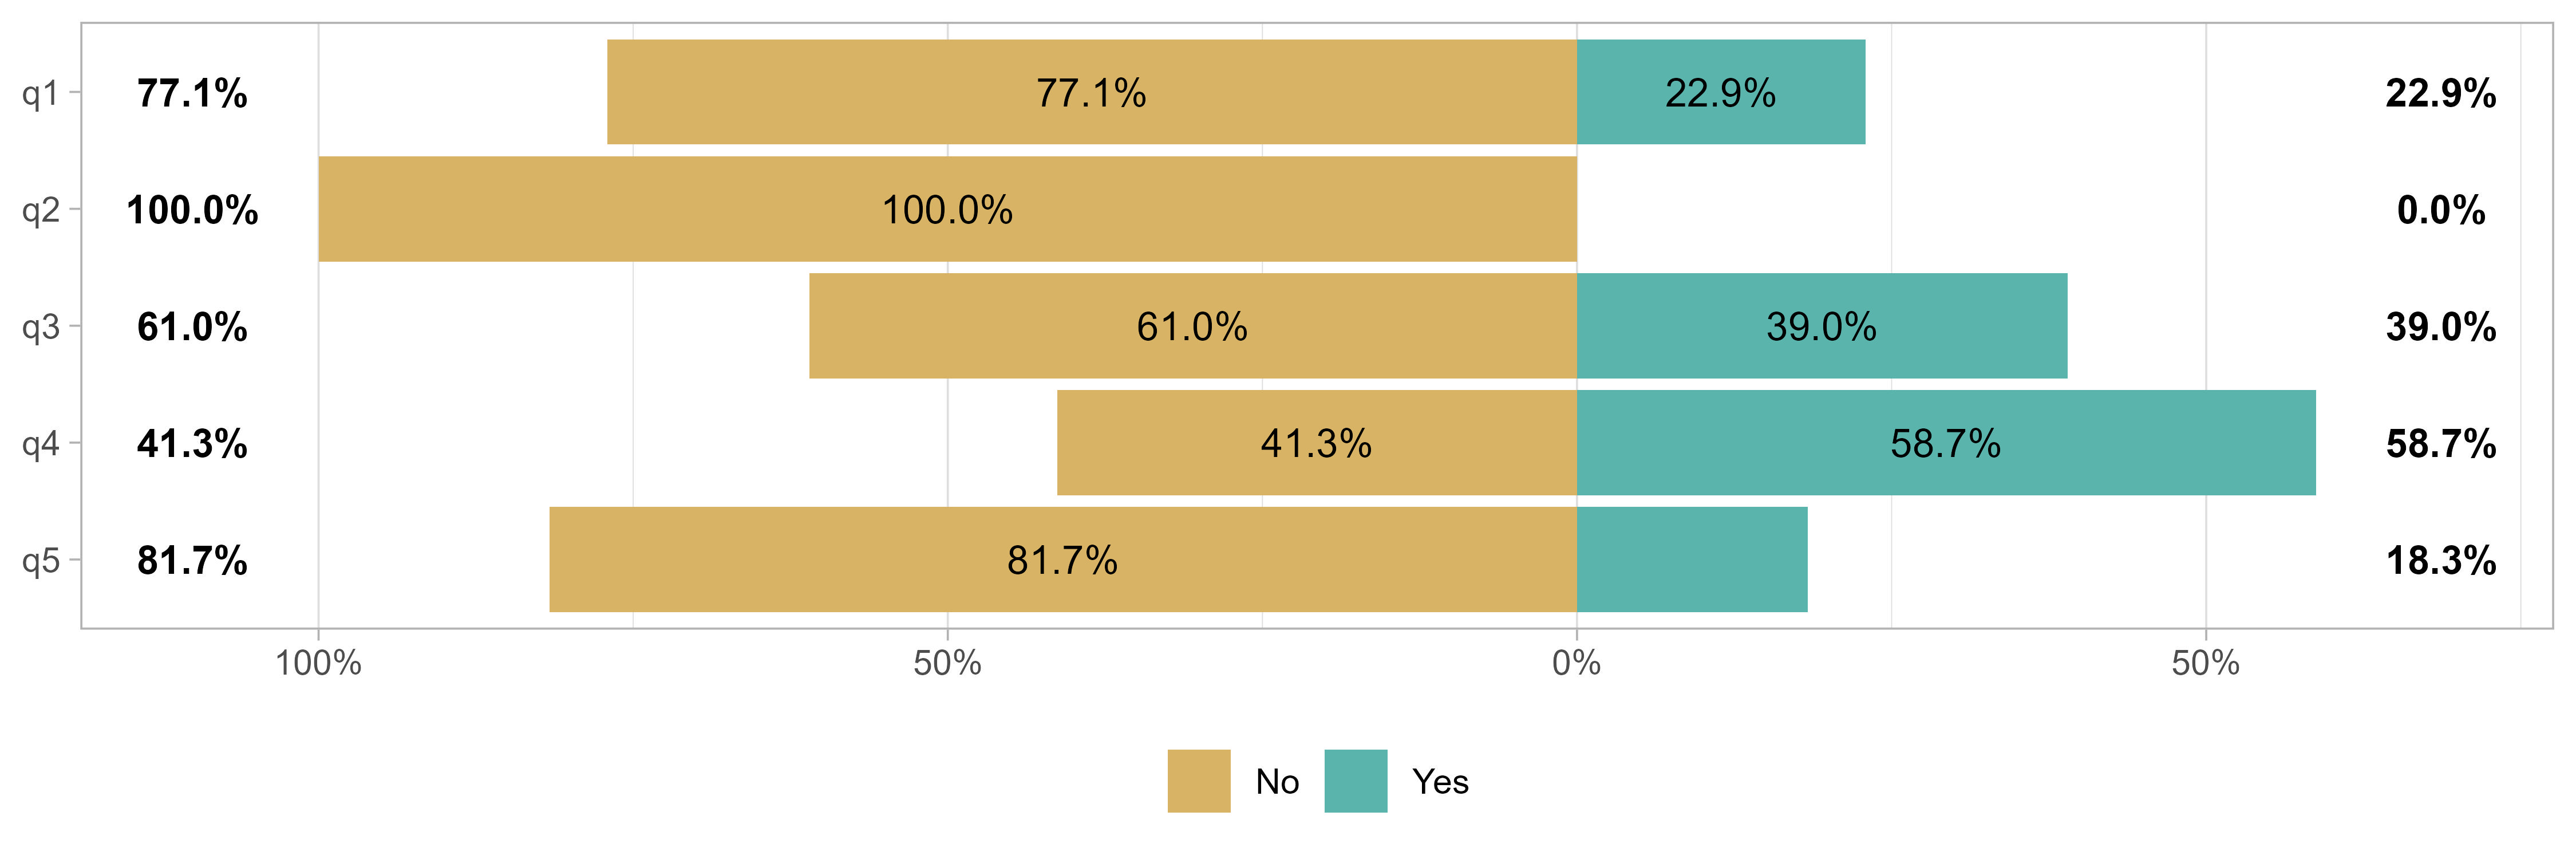 q1 77.1% 77.1% 22.9% 22.9%
q2 100.0% 100.0% 0.0%
q3 61.0% 61.0% 39.0% 39.0%
q4 41.3% 41.3% 58.7% 58.7%
q5 81.7% 81.7% 18.3%
100% 50% 0% 50%
No Yes